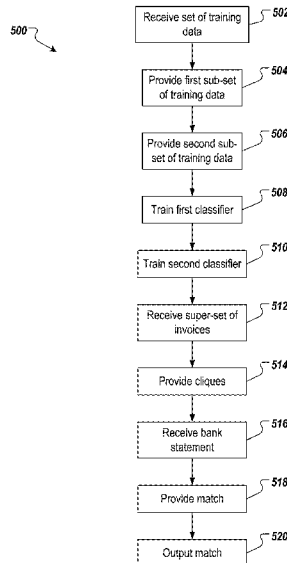 500
Receive set of training
data
502
Provide first sub-set
of training data
504
Provide second sub-
set of training data
506
Train first classifier
508
Train second classifier
510
Receive super-set of
invoices
512
Provide cliques
514
Receive bank
statement
516
Provide match
518
Output match
520